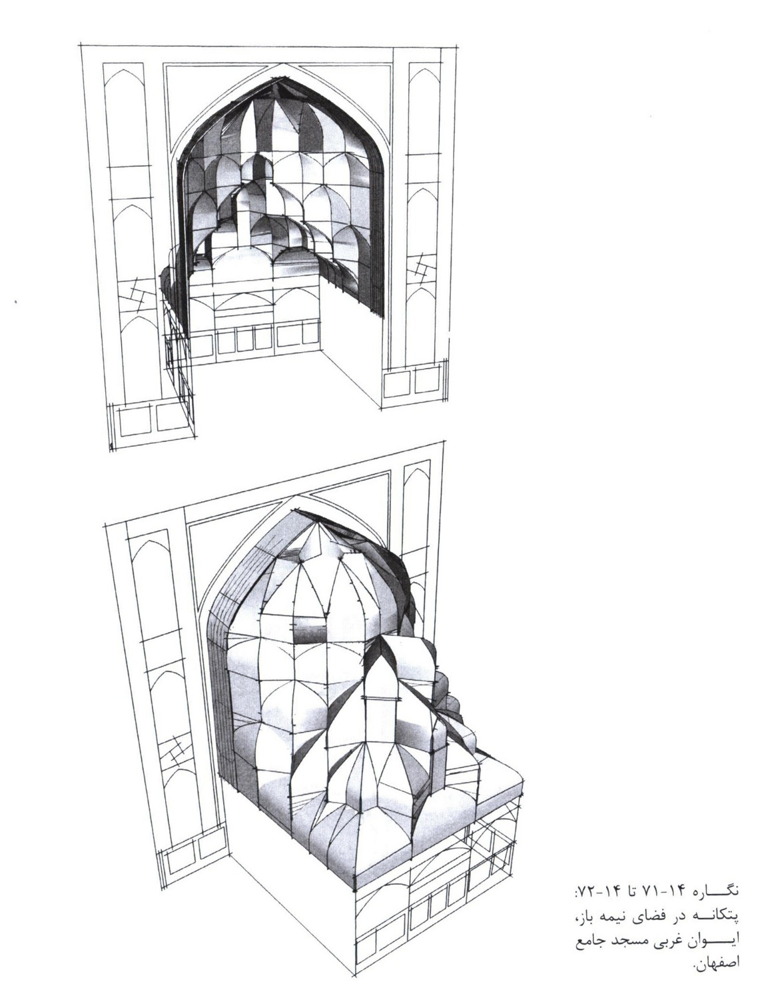 نگاره ۱۴-۷۱ تا ۱۴-۷۲:
پتکانه در فضای نیمه باز،
ایوان غربی مسجد جامع
اصفهان.